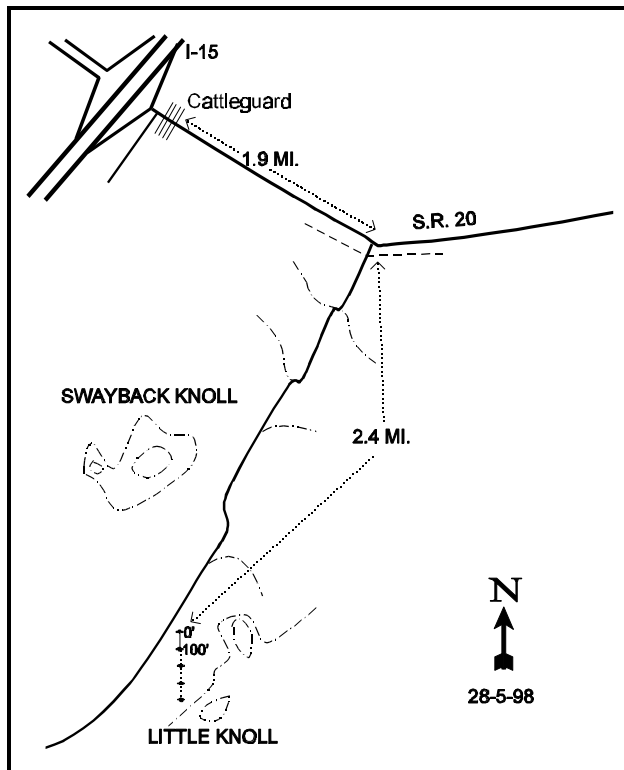 I-15
Cattleguard
1.9 MI.
S.R. 20
SWAYBACK KNOLL
2.4 MI.
N
0'
100'
28-5-98
LITTLE KNOLL